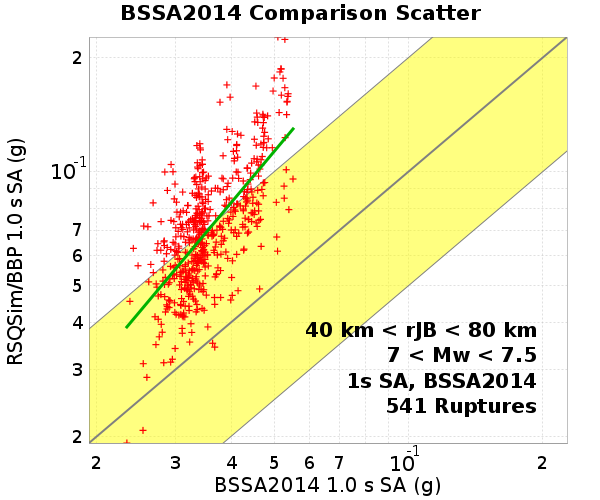 BSSA2014 Comparison Scatter
RSQSim/BBP 1.0 s SA (g)
2
10-1
7
6
5
4
3
2
40 km < rJB < 80 km
7 < Mw < 7.5
1s SA, BSSA2014
541 Ruptures
2 3 4 5 6 7 10-1 2
BSSA2014 1.0 s SA (g)